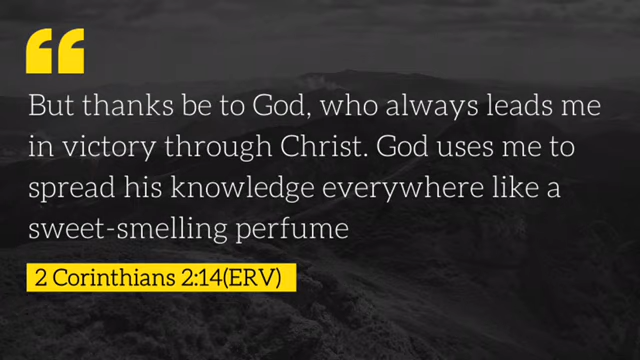 But thanks be to God, who always leads me
in victory through Christ. God uses me to
spread his knowledge everywhere like a
sweet-smelling perfume
2 Corinthians 2:14(ERV)